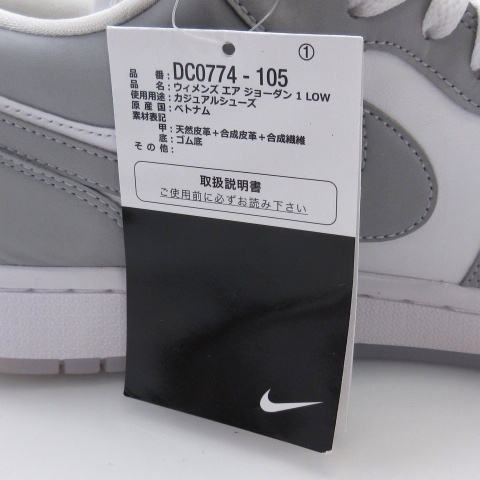 ①
品番: DC0774 - 105
品名: ウィメンズ エア ジョーダン 1 LOW
使用用途: カジュアルシューズ
原産国: ベトナム
素材表記
甲: 天然皮革＋合成皮革＋合成繊維
底: ゴム底
その他:
取扱説明書
ご使用前に必ずお読み下さい